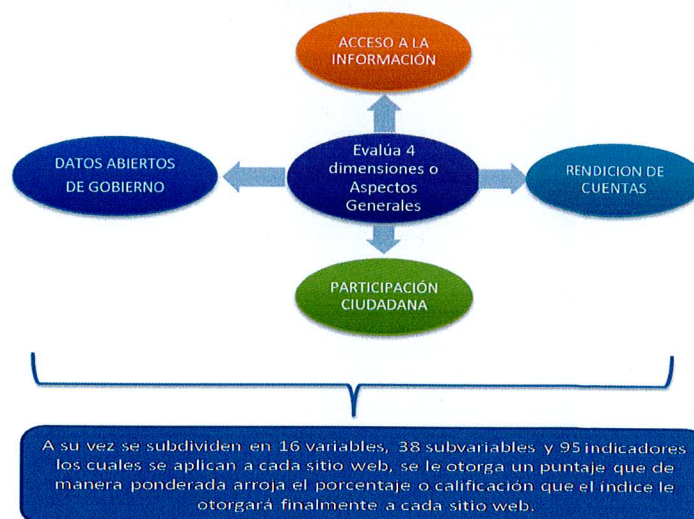 ACCESO A LA
INFORMACIÓN
Evalúa 4
dimensiones o
Aspectos
Generales
DATOS ABIERTOS
DE GOBIERNO
RENDICION DE
CUENTAS
PARTICIPACIÓN
CIUDADANA
A su vez se subdividen en 16 variables, 38 subvariables y 95 indicadores
los cuales se aplican a cada sitio web, se le otorga un puntaje que de
manera ponderada arroja el porcentaje o calificación que el índice le
otorgará finalmente a cada sitio web.